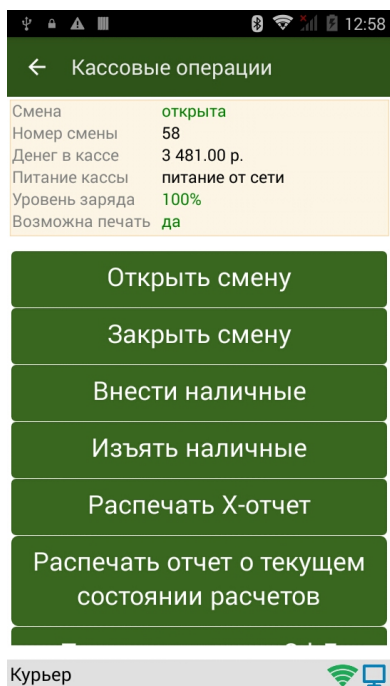 12:58
Кассовые операции
Смена открыта
Номер смены 58
Денег в кассе 3 481.00 р.
Питание кассы питание от сети
Уровень заряда 100%
Возможна печать да
Открыть смену
Закрыть смену
Внести наличные
Изъять наличные
Распечать X-отчет
Распечать отчет о текущем
состоянии расчетов
Курьер